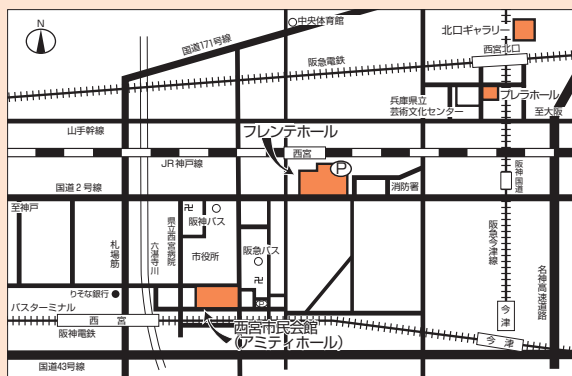 N
中央体育館
国道171号線
北口ギャラリー
西宮北口
阪急電鉄
プレラホール
兵庫県立
芸術文化センター
至大阪
山手幹線
フレンテホール
西宮
P
JR神戸線
阪神国道
国道2号線
消防署
至神戸
卍
阪神バス
札場筋
六湛寺川
県立西宮病院
市役所
阪急バス
卍
阪急今津線
名神高速道路
りそな銀行
P
バスターミナル
西宮
阪神電鉄
西宮市民会館
(アミティホール)
今津
今津
国道43号線